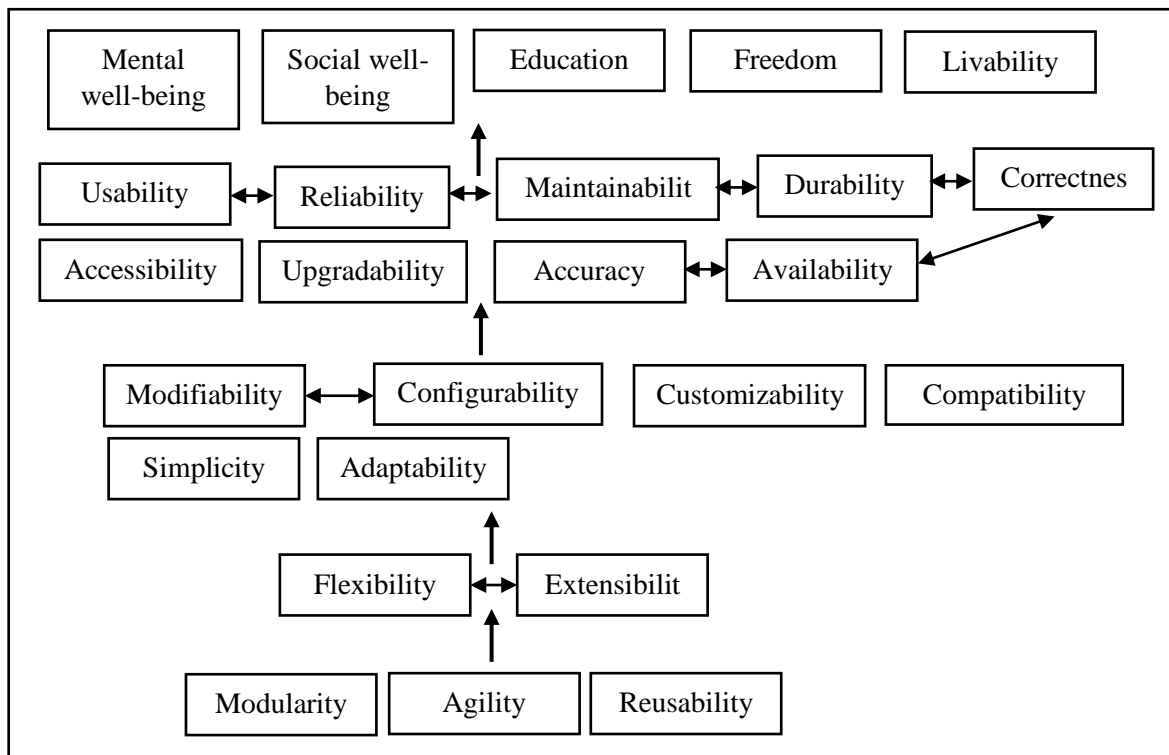 Mental
well-being
Social well-
being
Education
Freedom
Livability
Usability
Reliability
Maintainabilit
Durability
Correctnes
Accessibility
Upgradability
Accuracy
Availability
Modifiability
Configurability
Customizability
Compatibility
Simplicity
Adaptability
Flexibility
Extensibilit
Modularity
Agility
Reusability